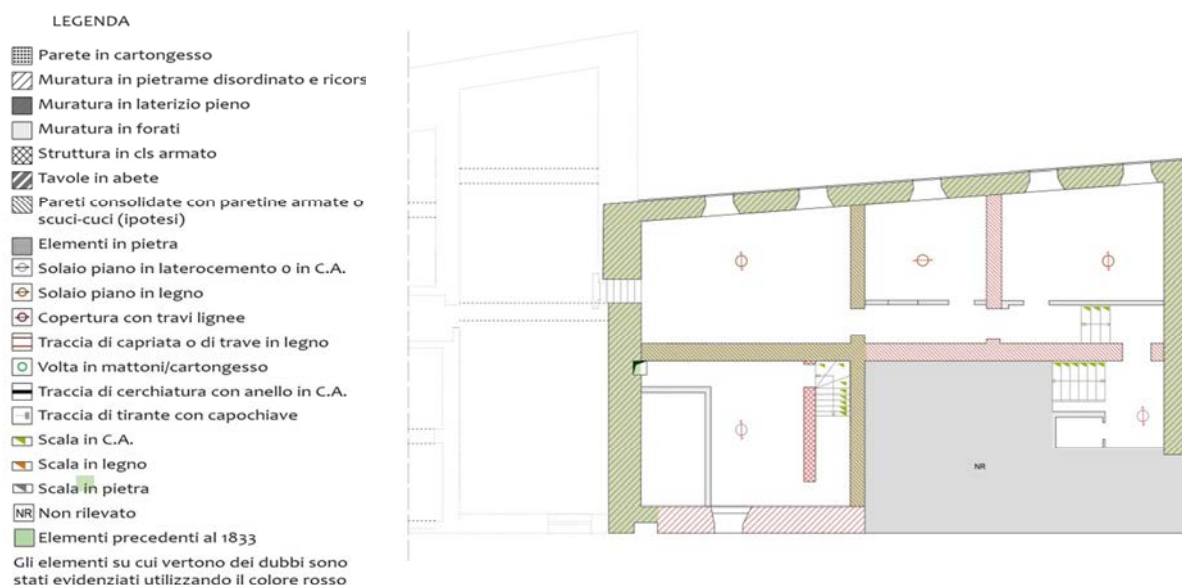 LEGENDA
Parete in cartongesso
Muratura in pietrame disordinato e ricors
Muratura in laterizio pieno
Muratura in forati
Struttura in cls armato
Tavole in abete
Pareti consolidate con paretine armate o
scuci-cuci (ipotesi)
Elementi in pietra
Solaio piano in laterocemento o in C.A.
Solaio piano in legno
Copertura con travi lignee
Traccia di capriata o di trave in legno
Volta in mattoni/cartongesso
Traccia di cerchiatura con anello in C.A.
Traccia di tirante con capochiave
Scala in C.A.
Scala in legno
Scala in pietra
NR Non rilevato
Elementi precedenti al 1833
Gli elementi su cui vertono dei dubbi sono
stati evidenziati utilizzando il colore rosso
NR